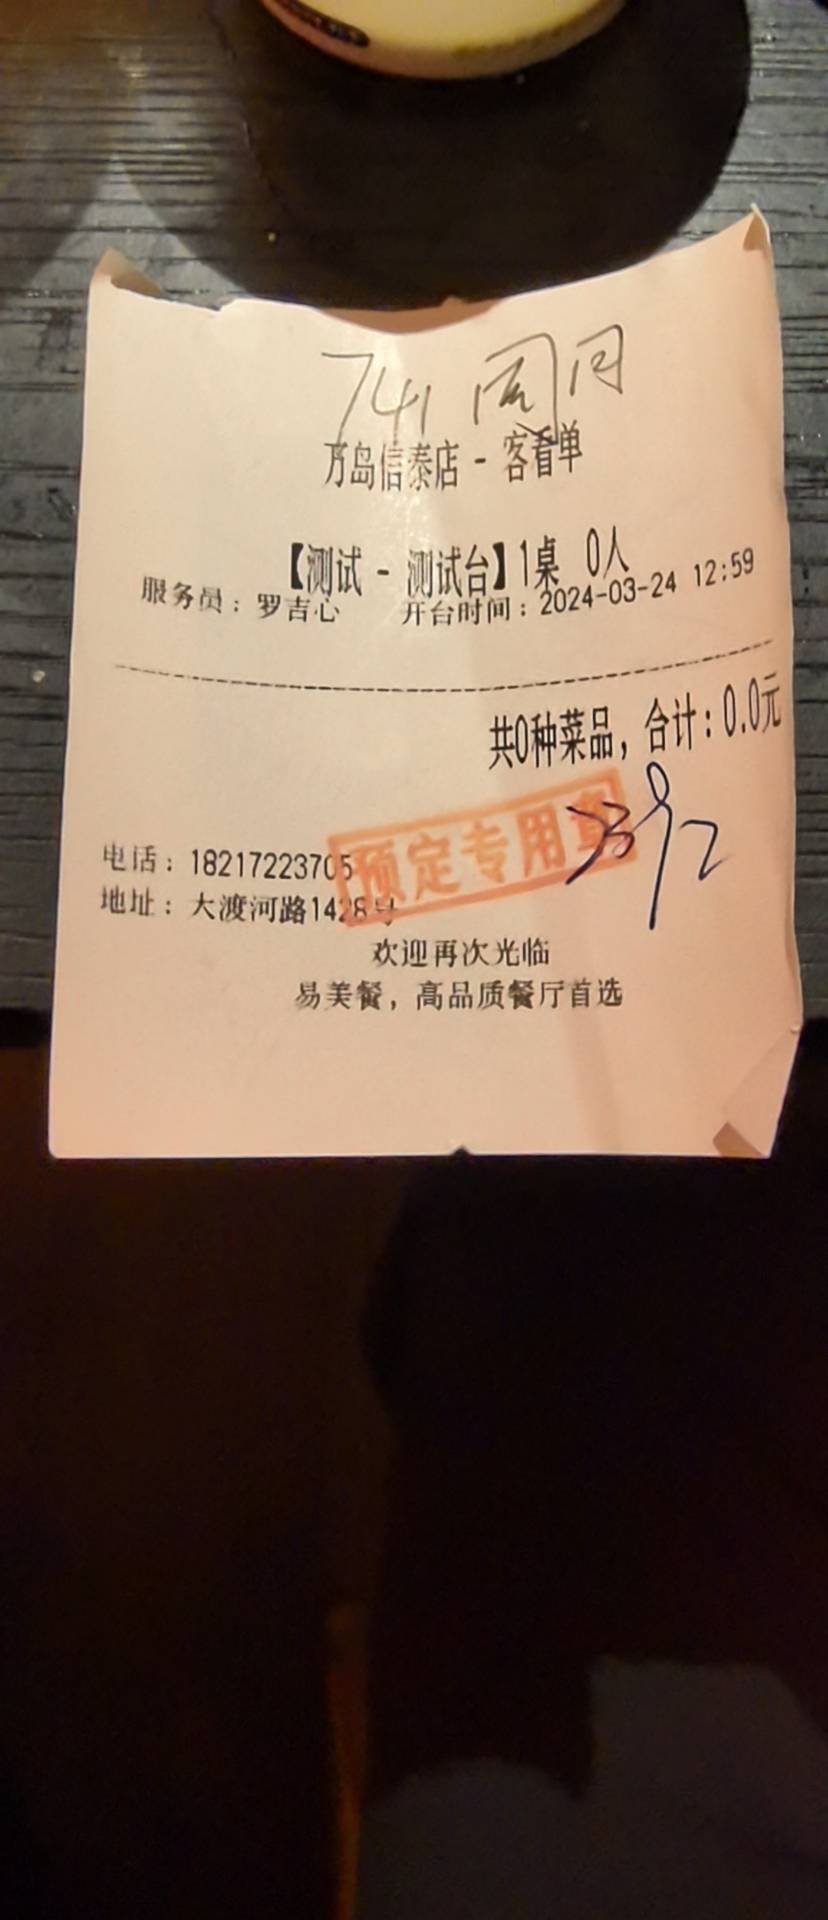 741
万岛信泰店 - 客看单
【测试 - 测试台】1桌 0人
服务员：罗吉心 开台时间：2024-03-24 12:59
共0种菜品，合计：0.0元
预定专用章
电话：18217223705
地址：大渡河路1428号
欢迎再次光临
易美餐，高品质餐厅首选